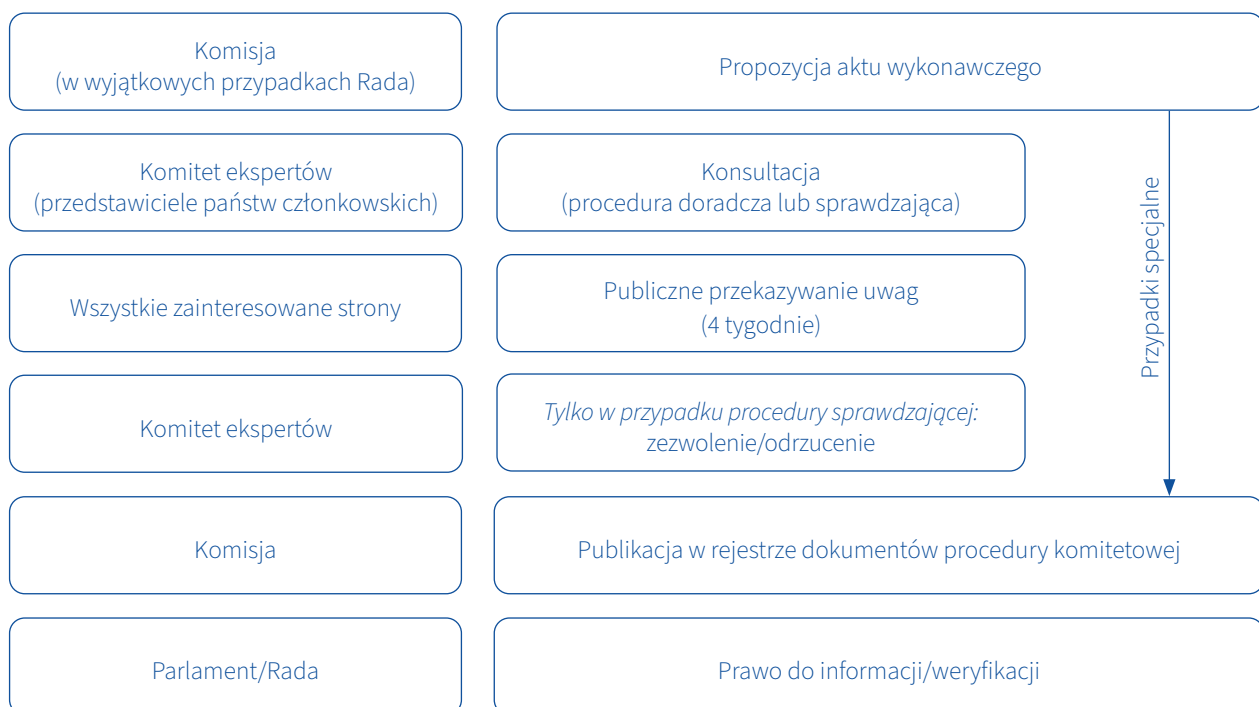 Komisja
(w wyjątkowych przypadkach Rada)
Propozycja aktu wykonawczego
Komitet ekspertów
(przedstawiciele państw członkowskich)
Konsultacja
(procedura doradcza lub sprawdzająca)
Wszystkie zainteresowane strony
Publiczne przekazywanie uwag
(4 tygodnie)
Komitet ekspertów
Tylko w przypadku procedury sprawdzającej:
zezwolenie/odrzucenie
Przypadki specjalne
Komisja
Publikacja w rejestrze dokumentów procedury komitetowej
Parlament/Rada
Prawo do informacji/weryfikacji